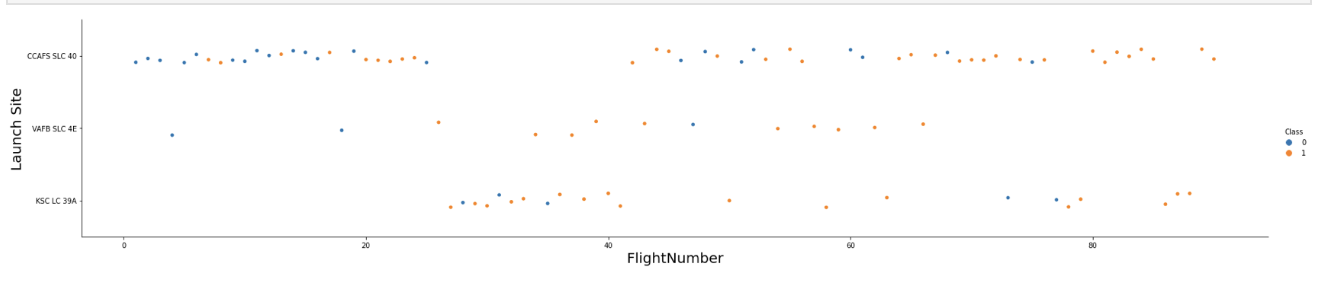 Launch Site
CCAFS SLC 40
VAFB SLC 4E
KSC LC 39A
0 20 40 60 80
FlightNumber
Class
0
1